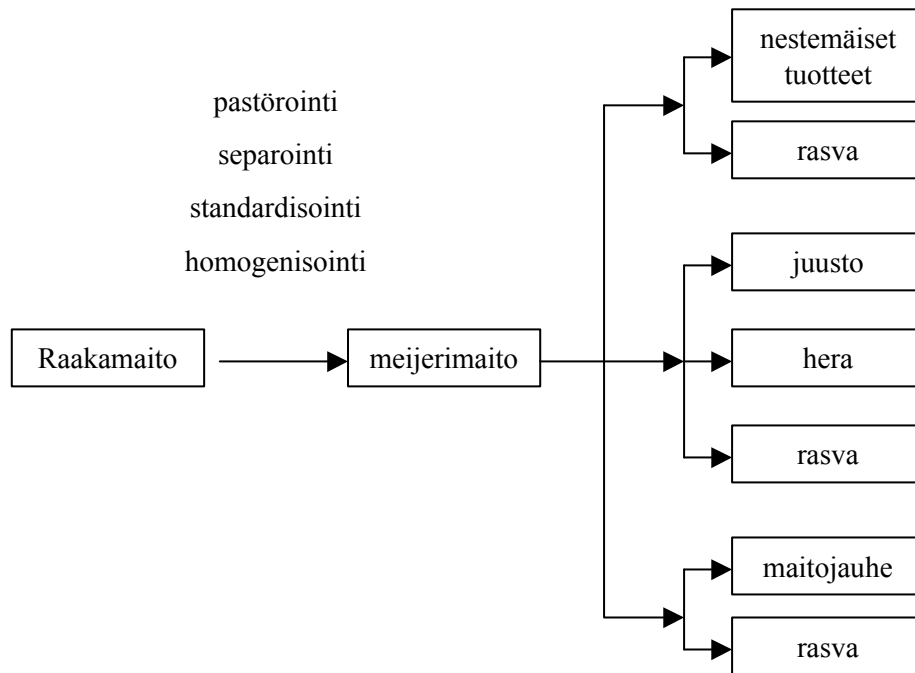 nestemäiset
tuotteet
pastörointi
separointi
rasva
standardisointi
homogenisointi
juusto
Raakamaito
meijerimaito
hera
rasva
maitojauhe
rasva